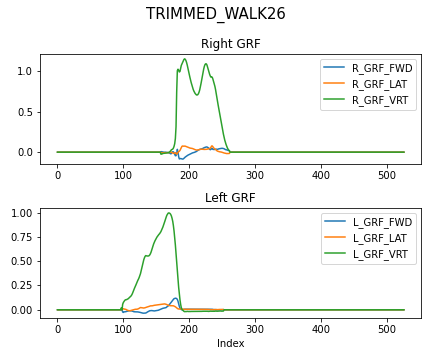 TRIMMED_WALK26
Right GRF
1.0
0.5
0.0
R_GRF_FWD
R_GRF_LAT
R_GRF_VRT
0 100 200 300 400 500
Left GRF
1.00
0.75
0.50
0.25
0.00
L_GRF_FWD
L_GRF_LAT
L_GRF_VRT
0 100 200 300 400 500
Index